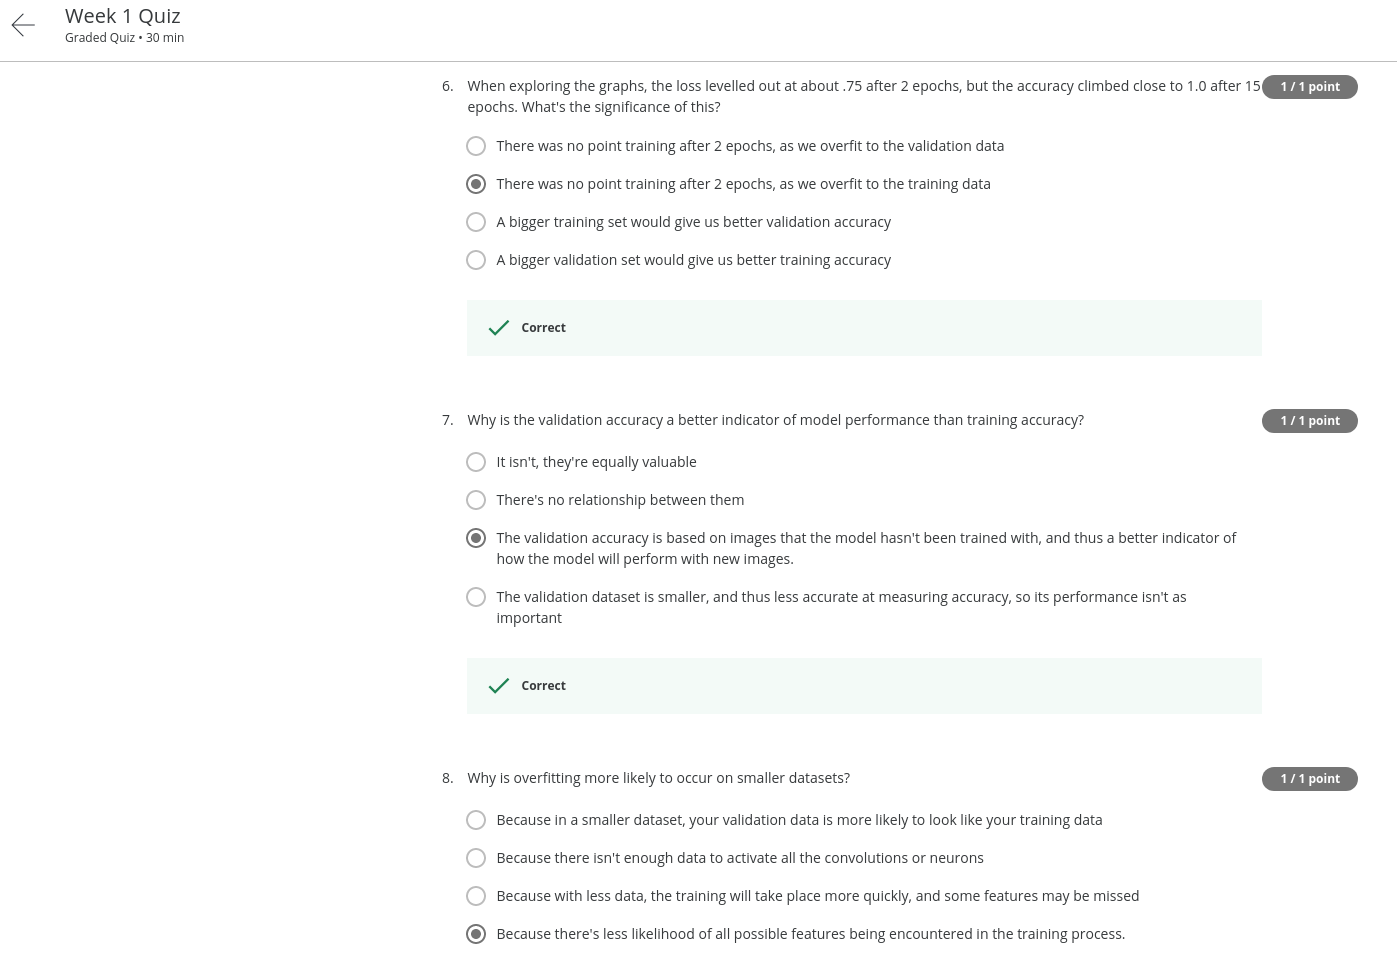 Week 1 Quiz
Graded Quiz • 30 min
6. When exploring the graphs, the loss levelled out at about .75 after 2 epochs, but the accuracy climbed close to 1.0 after 15 1 / 1 point
epochs. What's the significance of this?
There was no point training after 2 epochs, as we overfit to the validation data
There was no point training after 2 epochs, as we overfit to the training data
A bigger training set would give us better validation accuracy
A bigger validation set would give us better training accuracy
Correct
7. Why is the validation accuracy a better indicator of model performance than training accuracy? 1 / 1 point
It isn't, they're equally valuable
There's no relationship between them
The validation accuracy is based on images that the model hasn't been trained with, and thus a better indicator of
how the model will perform with new images.
The validation dataset is smaller, and thus less accurate at measuring accuracy, so its performance isn't as
important
Correct
8. Why is overfitting more likely to occur on smaller datasets? 1 / 1 point
Because in a smaller dataset, your validation data is more likely to look like your training data
Because there isn't enough data to activate all the convolutions or neurons
Because with less data, the training will take place more quickly, and some features may be missed
Because there's less likelihood of all possible features being encountered in the training process.